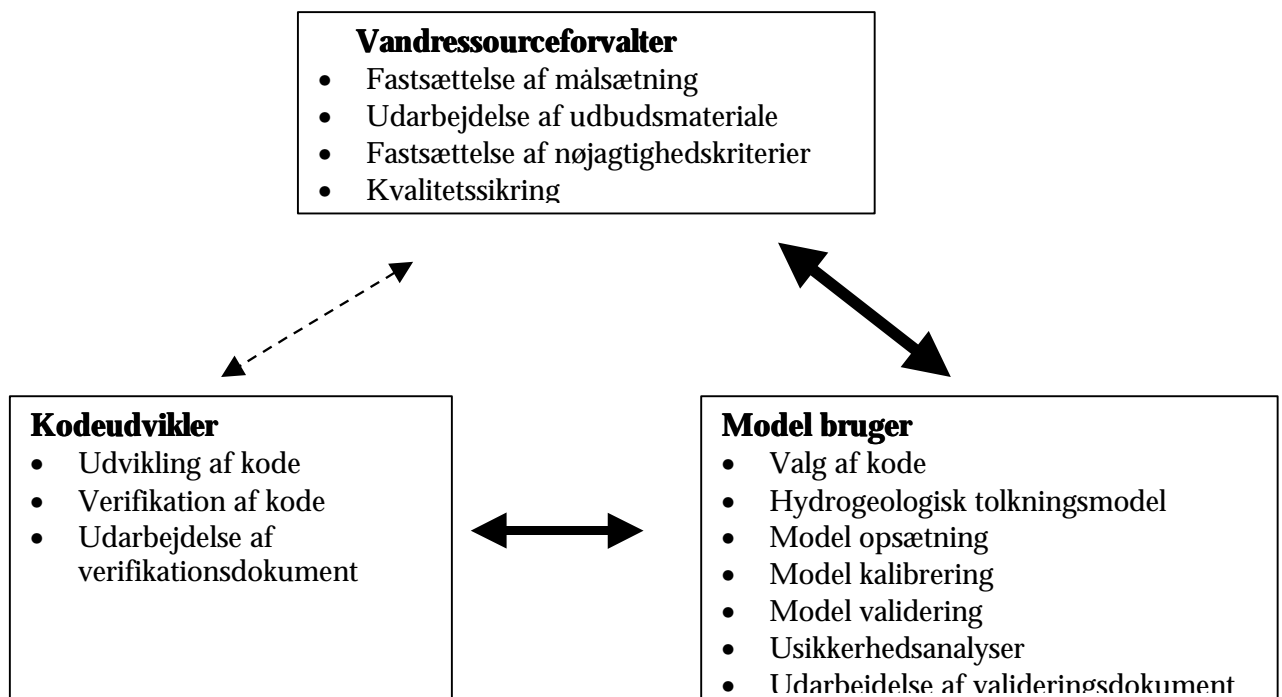 Vandressourceforvalter
• Fastsættelse af målsætning
• Udarbejdelse af udbudsmateriale
• Fastsættelse af nøjagtighedskriterier
• Kvalitetssikring
Kodeudvikler
• Udvikling af kode
• Verifikation af kode
• Udarbejdelse af
verifikationsdokument
Model bruger
• Valg af kode
• Hydrogeologisk tolkningsmodel
• Model opsætning
• Model kalibrering
• Model validering
• Usikkerhedsanalyser
• Udarbejdelse af valideringsdokument